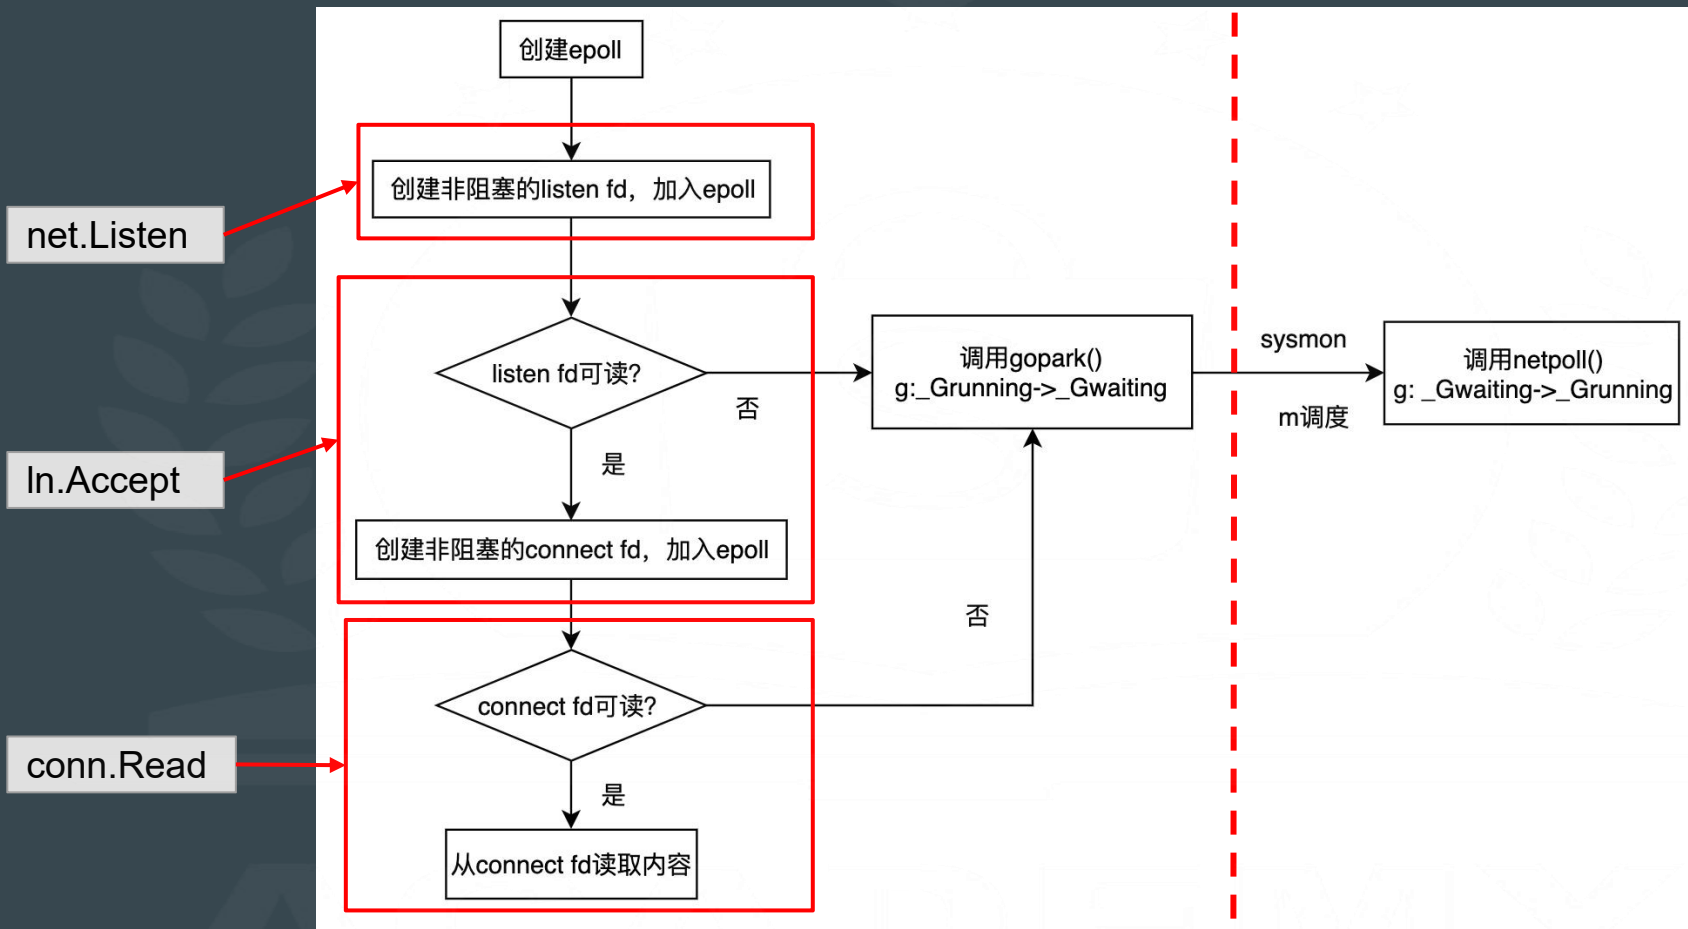 创建epoll
net.Listen
创建非阻塞的listen fd，加入epoll
ln.Accept
listen fd可读?
否
是
创建非阻塞的connect fd，加入epoll
调用gopark()
g:_Grunning->_Gwaiting
sysmon
m调度
调用netpoll()
g: _Gwaiting->_Grunning
conn.Read
connect fd可读?
否
是
从connect fd读取内容